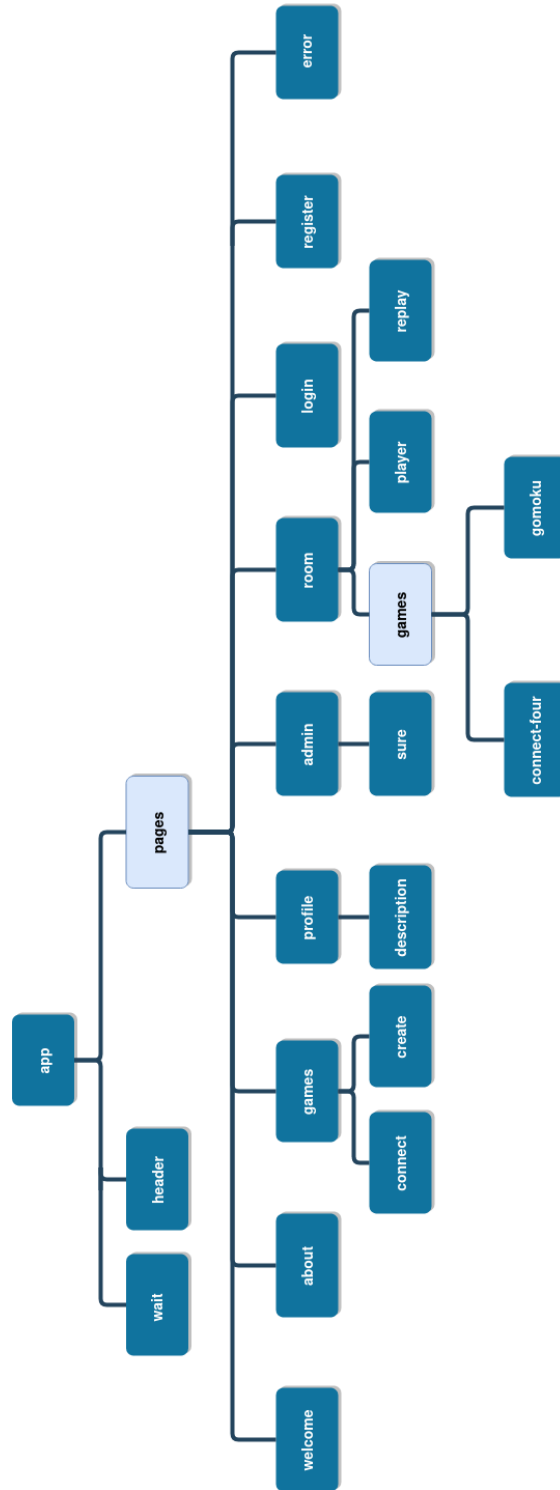 app
wait
header
pages
welcome
about
games
profile
admin
room
login
register
error
connect
create
description
sure
games
player
replay
connect-four
gomoku